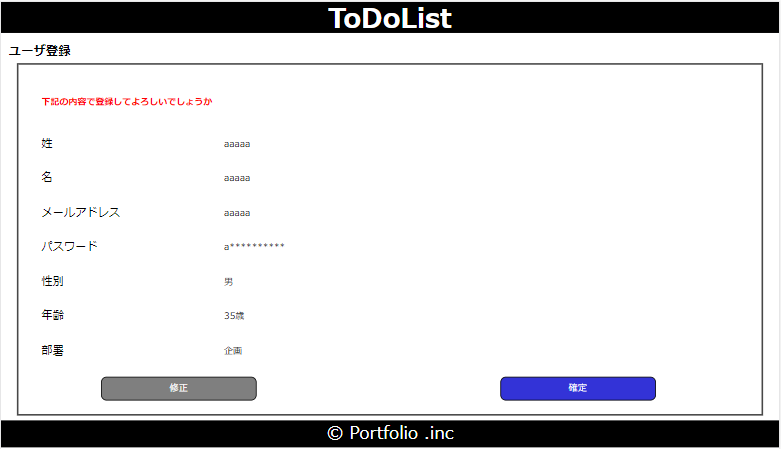 ToDoList
ユーザ登録
下記の内容で登録してよろしいでしょうか
姓 aaaaa
名 aaaaa
メールアドレス aaaaa
パスワード a**********
性別 男
年齢 35歳
部署 企画
修正 確定
© Portfolio .inc